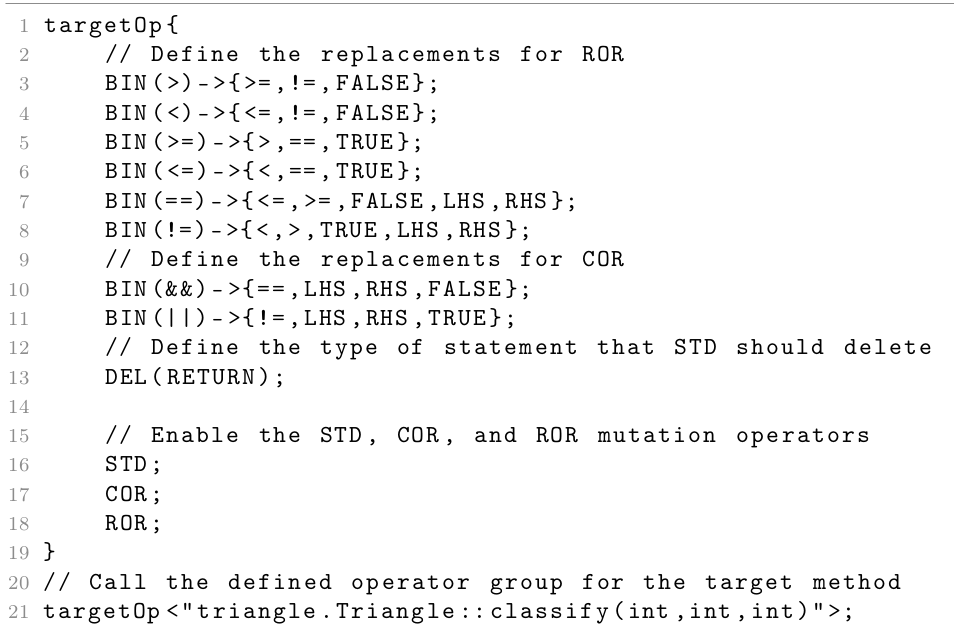 1 targetOp{
2 // Define the replacements for ROR
3 BIN(>)->{>=,!=,FALSE};
4 BIN(<)->{<=,!=,FALSE};
5 BIN(>=)->{>,==,TRUE};
6 BIN(<=)->{<,==,TRUE};
7 BIN(==)->{<=,>=,FALSE,LHS,RHS};
8 BIN(!=)->{<,>,TRUE,LHS,RHS};
9 // Define the replacements for COR
10 BIN(&&)->{==,LHS,RHS,FALSE};
11 BIN(||)->{!=,LHS,RHS,TRUE};
12 // Define the type of statement that STD should delete
13 DEL(RETURN);
14
15 // Enable the STD, COR, and ROR mutation operators
16 STD;
17 COR;
18 ROR;
19 }
20 // Call the defined operator group for the target method
21 targetOp<"triangle.Triangle::classify(int,int,int)">;